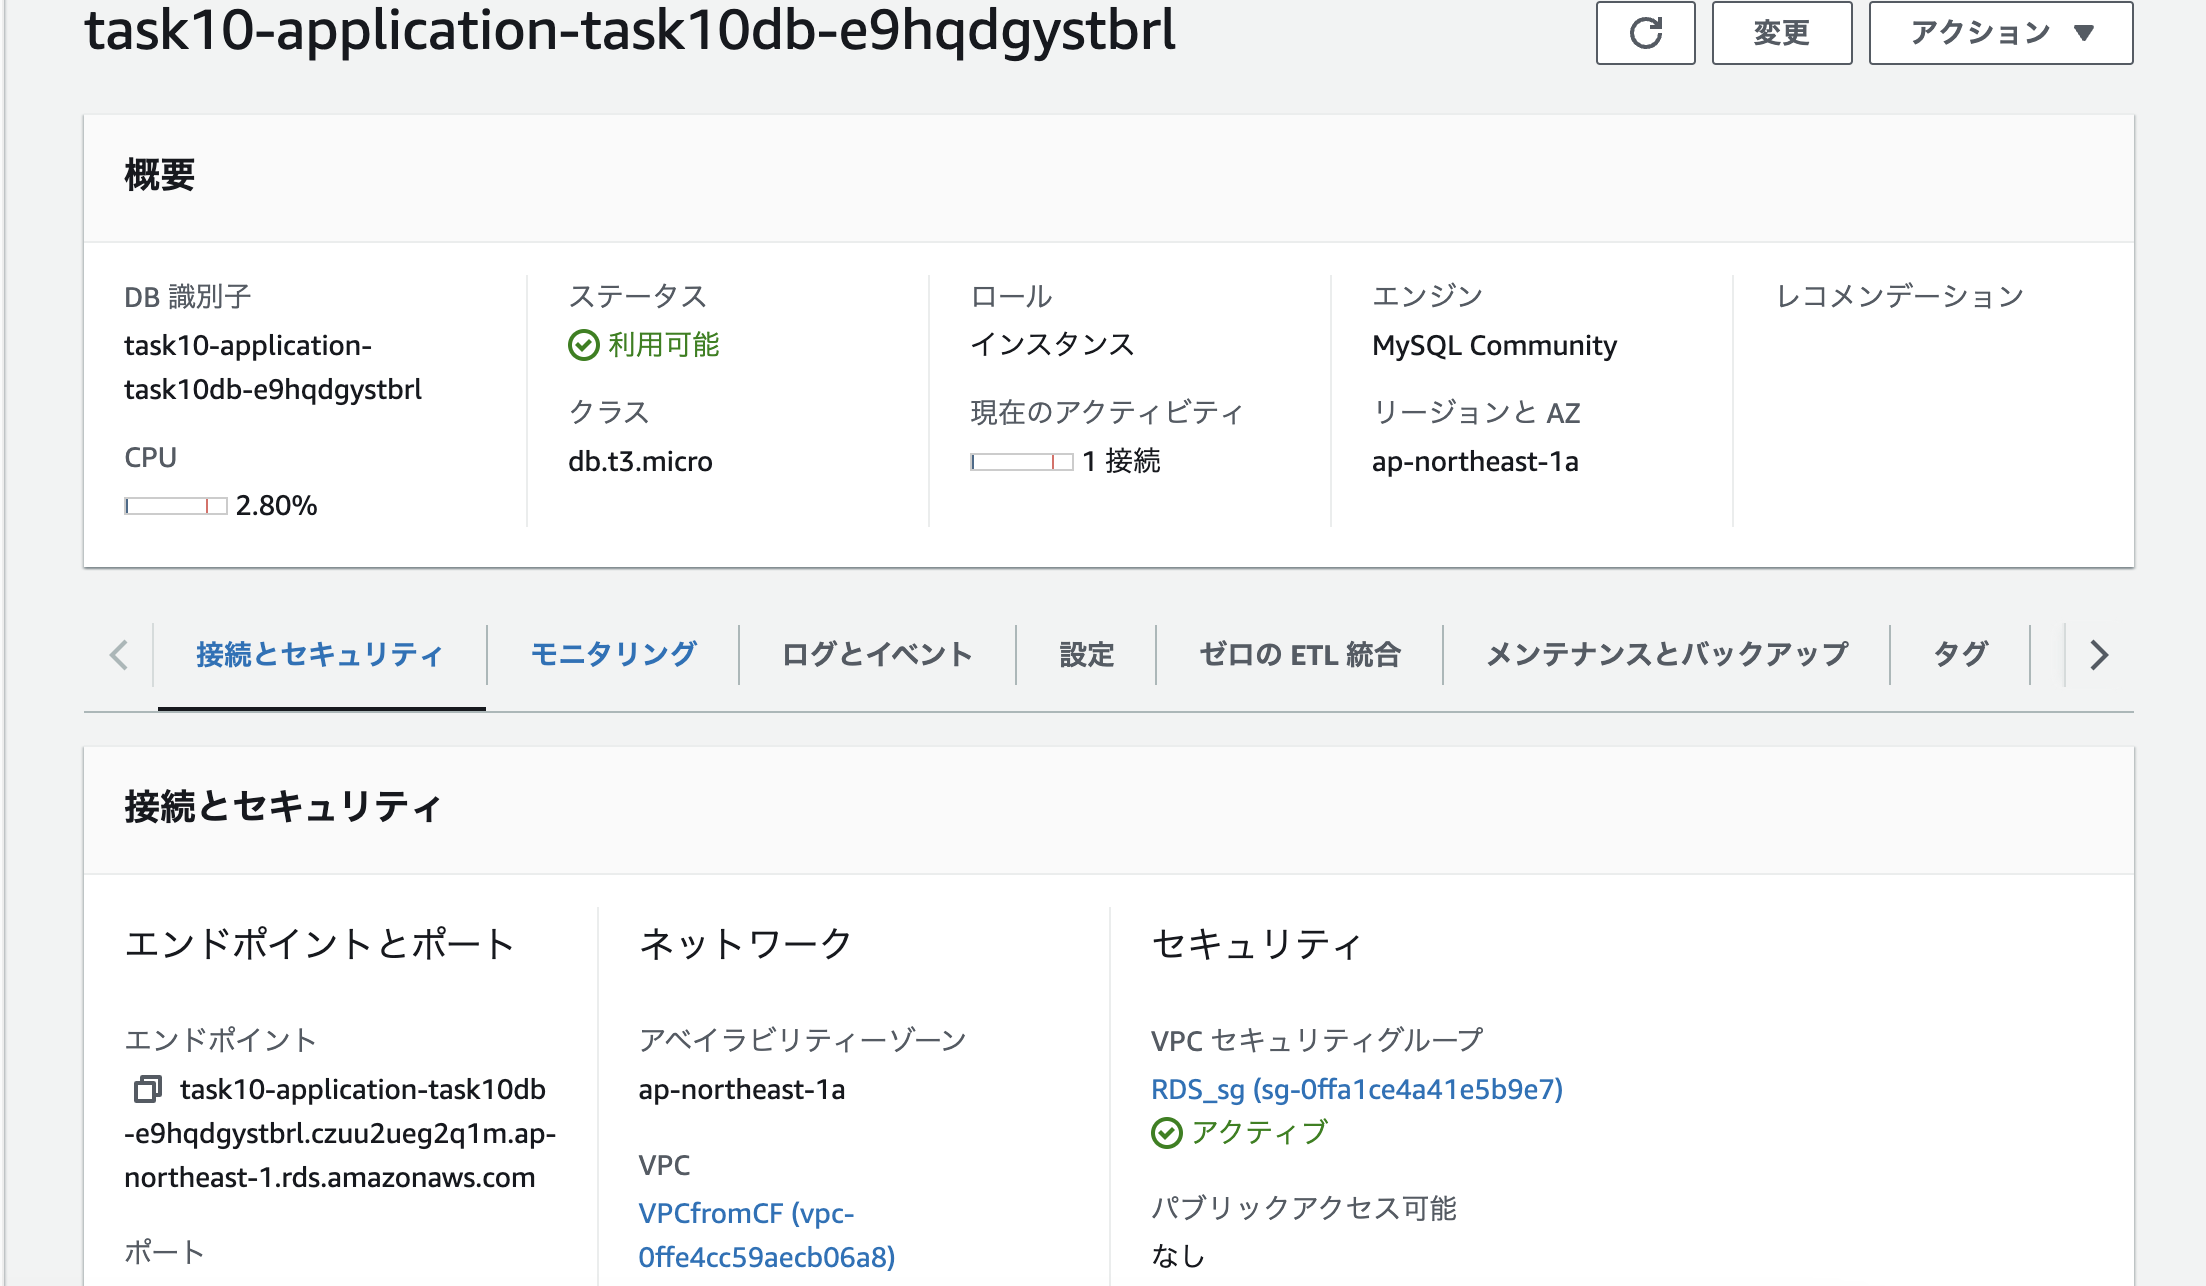 task10-application-task10db-e9hqdgystbrl
変更
アクション
概要
DB 識別子
task10-application-
task10db-e9hqdgystbrl
CPU
2.80%
ステータス
利用可能
クラス
db.t3.micro
ロール
インスタンス
現在のアクティビティ
1 接続
エンジン
MySQL Community
リージョンと AZ
ap-northeast-1a
レコメンデーション
接続とセキュリティ
モニタリング
ログとイベント
設定
ゼロの ETL 統合
メンテナンスとバックアップ
タグ
接続とセキュリティ
エンドポイントとポート
エンドポイント
task10-application-task10db
-e9hqdgystbrl.czuu2ueg2q1m.ap-
northeast-1.rds.amazonaws.com
ポート
ネットワーク
アベイラビリティーゾーン
ap-northeast-1a
VPC
VPCfromCF (vpc-
0ffe4cc59aecb06a8)
セキュリティ
VPC セキュリティグループ
RDS_sg (sg-0ffa1ce4a41e5b9e7)
アクティブ
パブリックアクセス可能
なし